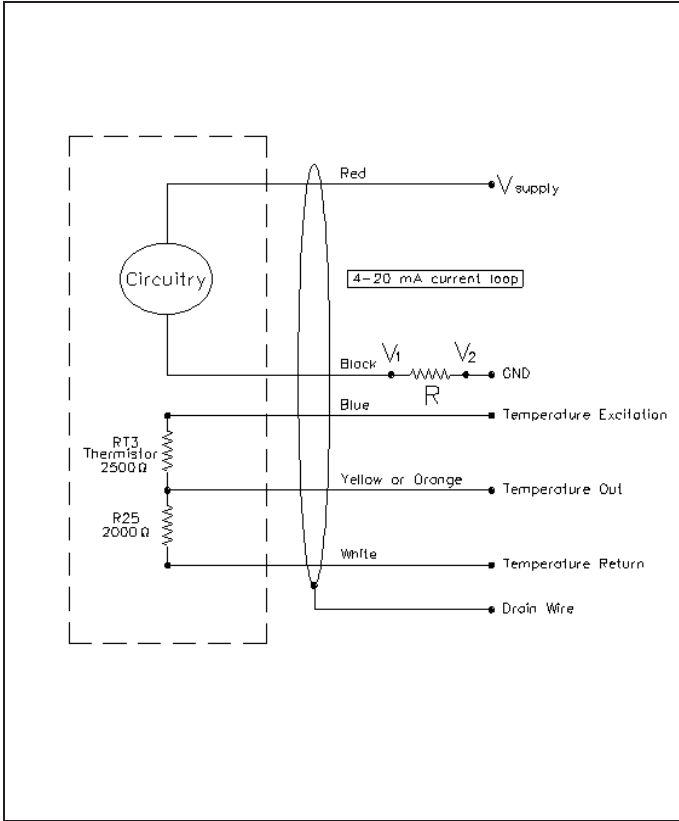 Red
V supply
Circuitry
4-20 mA current loop
Black
V1
V2
GND
R
Blue
Temperature Excitation
RT3
Thermistor
2500Ω
Yellow or Orange
Temperature Out
R25
2000Ω
White
Temperature Return
Drain Wire